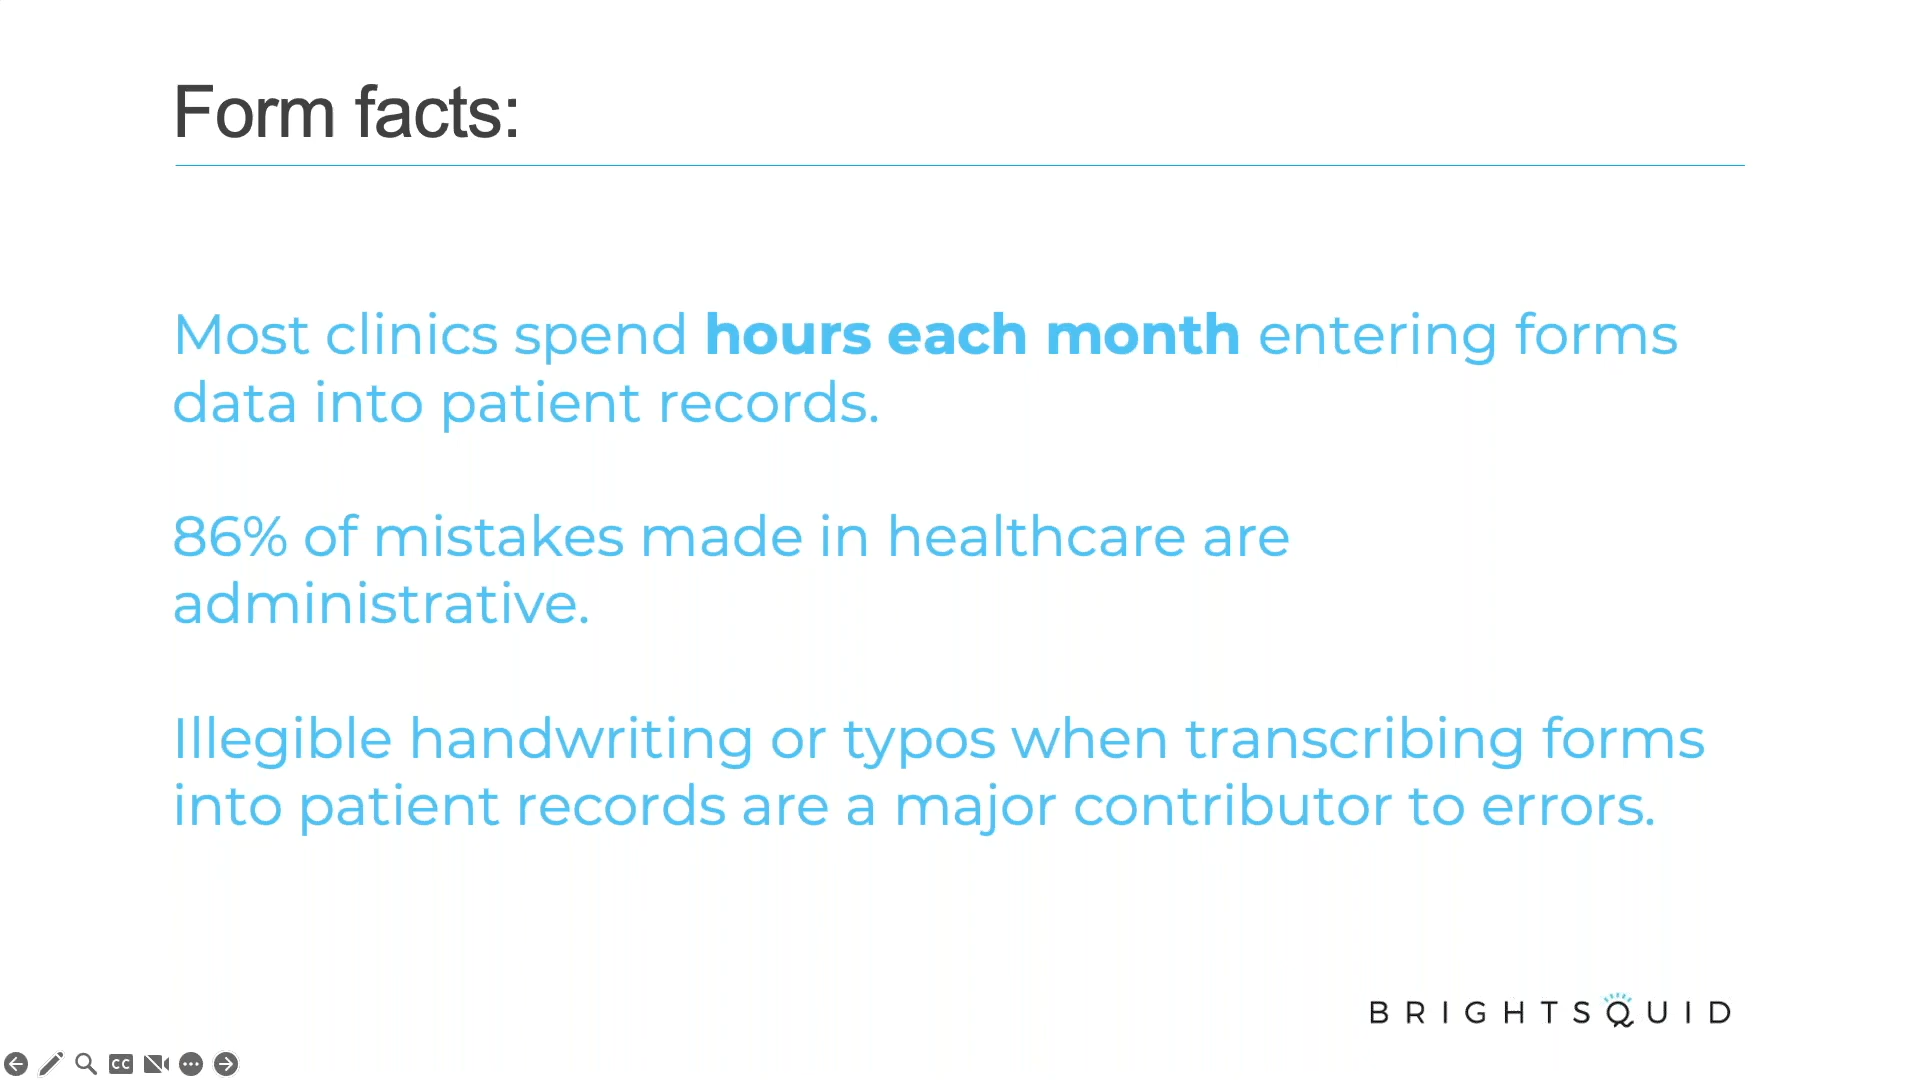 Form facts:
Most clinics spend hours each month entering forms
data into patient records.
86% of mistakes made in healthcare are
administrative.
Illegible handwriting or typos when transcribing forms
into patient records are a major contributor to errors.
BRIGHTSQUID
CC